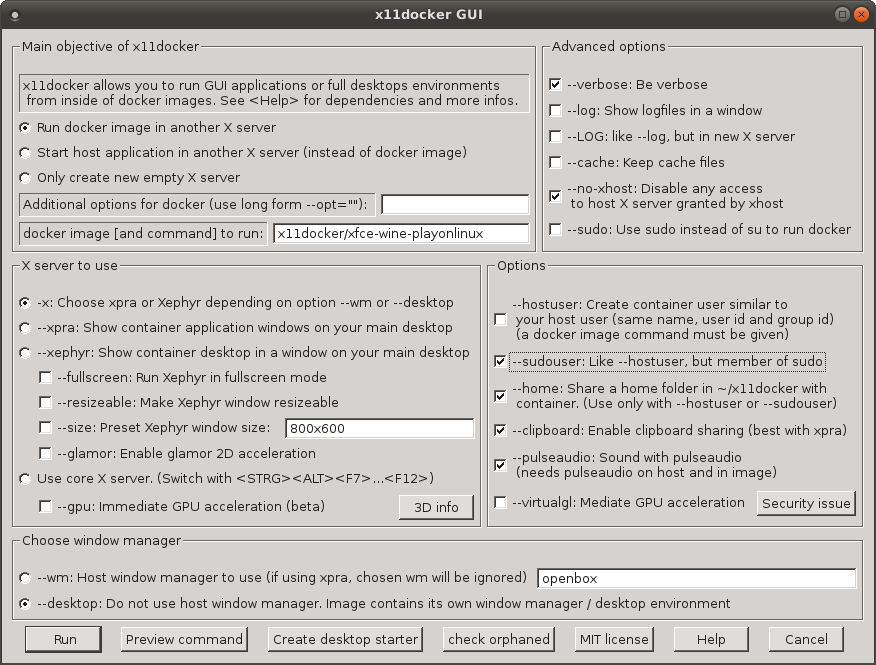 x11docker GUI
Main objective of x11docker
x11docker allows you to run GUI applications or full desktops environments
from inside of docker images. See <Help> for dependencies and more infos.
Run docker image in another X server
Start host application in another X server (instead of docker image)
Only create new empty X server
Additional options for docker (use long form --opt=""):
docker image [and command] to run: x11docker/xfce-wine-playonlinux
Advanced options
--verbose: Be verbose
--log: Show logfiles in a window
--LOG: like --log, but in new X server
--cache: Keep cache files
--no-xhost: Disable any access
to host X server granted by xhost
--sudo: Use sudo instead of su to run docker
X server to use
-x: Choose xpra or Xephyr depending on option --wm or --desktop
--xpra: Show container application windows on your main desktop
--xephyr: Show container desktop in a window on your main desktop
--fullscreen: Run Xephyr in fullscreen mode
--resizeable: Make Xephyr window resizeable
--size: Preset Xephyr window size: 800x600
--glamor: Enable glamor 2D acceleration
Use core X server. (Switch with <STRG><ALT><F7>...<F12>)
--gpu: Immediate GPU acceleration (beta) 3D info
Options
--hostuser: Create container user similar to
your host user (same name, user id and group id)
(a docker image command must be given)
--sudouser: Like --hostuser, but member of sudo
--home: Share a home folder in ~/x11docker with
container. (Use only with --hostuser or --sudouser)
--clipboard: Enable clipboard sharing (best with xpra)
--pulseaudio: Sound with pulseaudio
(needs pulseaudio on host and in image)
--virtualgl: Mediate GPU acceleration Security issue
Choose window manager
--wm: Host window manager to use (if using xpra, chosen wm will be ignored) openbox
--desktop: Do not use host window manager. Image contains its own window manager / desktop environment
Run Preview command Create desktop starter check orphaned MIT license Help Cancel